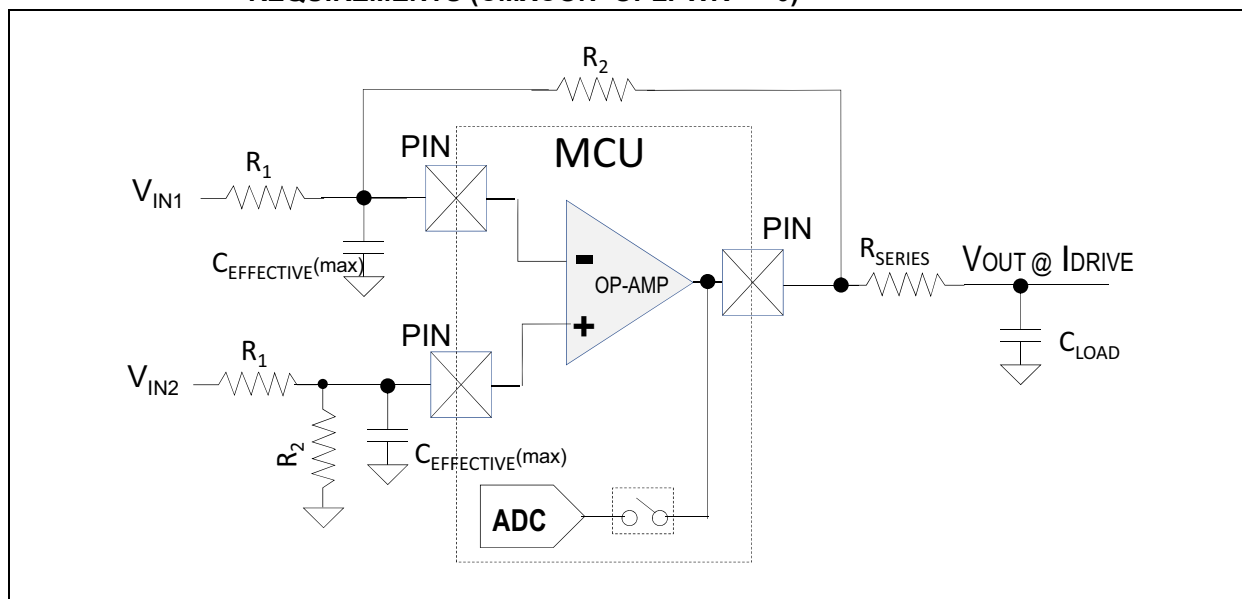 R2
PIN
MCU
R1
VIN1
PIN
CEFFECTIVE(max)
RSERIES
VOUT @ IDRIVE
-
OP-AMP
+
PIN
R1
CLOAD
VIN2
R2
CEFFECTIVE(max)
ADC